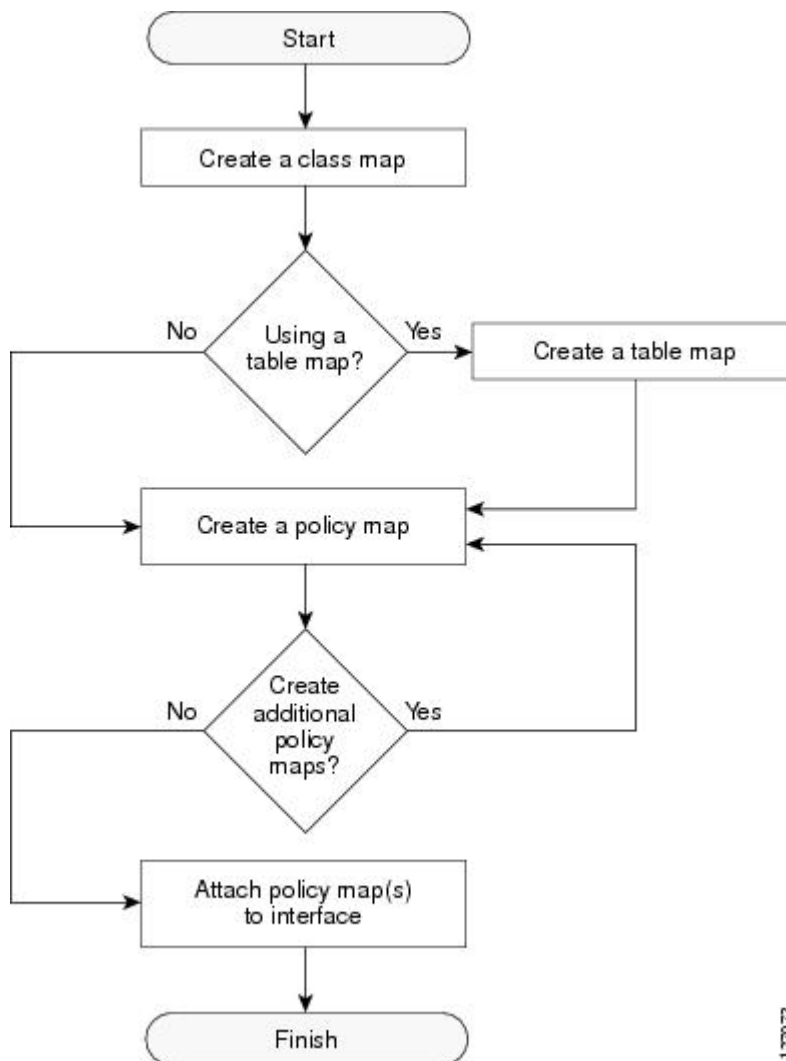 Start
Create a class map
No
Using a
table map?
Yes
Create a table map
Create a policy map
No
Create
additional
policy
maps?
Yes
Attach policy map(s)
to interface
Finish